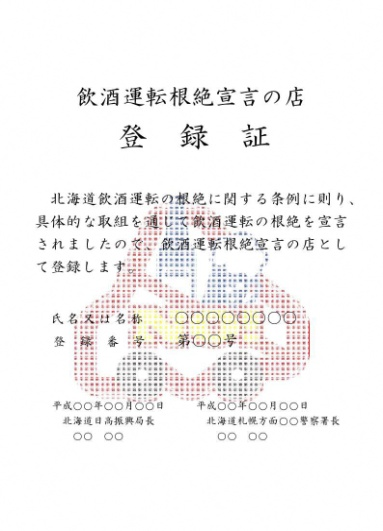 飲酒運転根絶宣言の店
登　録　証
北海道飲酒運転の根絶に関する条例に則り、
具体的な取組を通じて飲酒運転の根絶を宣言
されましたので、飲酒運転根絶宣言の店とし
て登録します。
氏名又は名称　○○○○○○○○
登　録　番　号　第○○号
平成○○年○○月○○日　平成○○年○○月○○日
北海道日高振興局長　北海道札幌方面○○警察署長
○○　○○　○○　○○